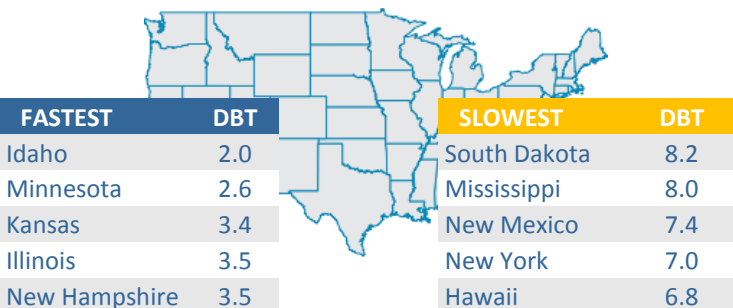 FASTEST DBT
Idaho 2.0
Minnesota 2.6
Kansas 3.4
Illinois 3.5
New Hampshire 3.5
SLOWEST DBT
South Dakota 8.2
Mississippi 8.0
New Mexico 7.4
New York 7.0
Hawaii 6.8